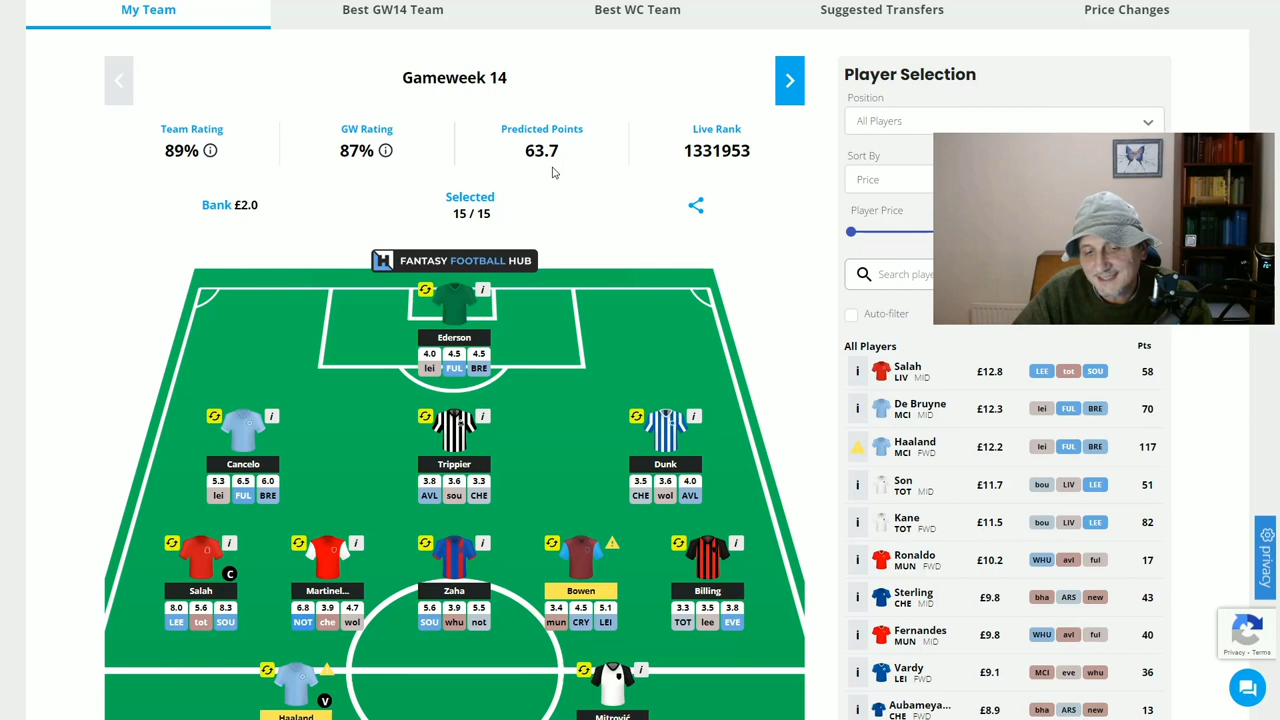 My Team Best GW14 Team Best WC Team Suggested Transfers Price Changes
Gameweek 14
Team Rating GW Rating Predicted Points Live Rank
89% 87% 63.7 1331953
Bank £2.0
Selected
15 / 15
FANTASY FOOTBALL HUB
Ederson
4.0 4.5 4.5
lei FUL BRE
Cancelo Trippier Dunk
5.3 6.5 6.0 3.8 3.6 3.3 3.5 3.6 4.0
lei FUL BRE AVL sou CHE CHE wol AVL
C
Salah Martinel... Zaha Bowen Billing
8.0 5.6 8.3 6.8 3.9 4.7 5.6 3.9 5.5 3.4 4.5 5.1 3.3 3.5 3.8
LEE tot SOU NOT che wol SOU whu not mun CRY LEI TOT lee EVE
V
Haaland Mitrović
Player Selection
Position
All Players
Sort By
Price
Player Price
Search playe
Auto-filter
All Players Pts
Salah
LIV MID £12.8 LEE tot SOU 58
De Bruyne
MCI MID £12.3 lei FUL BRE 70
Haaland
MCI FWD £12.2 lei FUL BRE 117
Son
TOT MID £11.7 bou LIV LEE 51
Kane
TOT FWD £11.5 bou LIV LEE 82
Ronaldo
MUN FWD £10.2 WHU avl ful 17
Sterling
CHE MID £9.8 bha ARS new 43
Fernandes
MUN MID £9.8 WHU avl ful 40
Vardy
LEI FWD £9.1 MCI eve whu 36
Aubameya...
CHE FWD £8.9 bha ARS new 13
privacy
Privacy - Terms